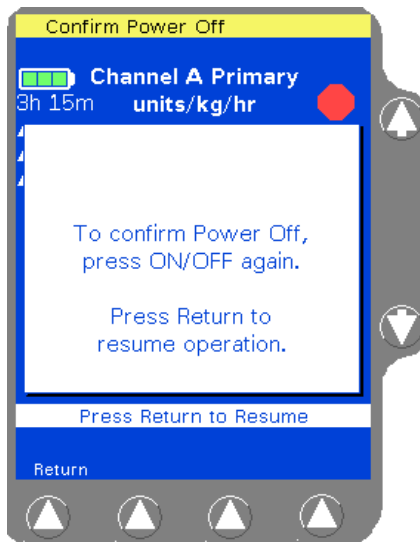 Confirm Power Off
Channel A Primary
3h 15m units/kg/hr
To confirm Power Off,
press ON/OFF again.
Press Return to
resume operation.
Press Return to Resume
Return